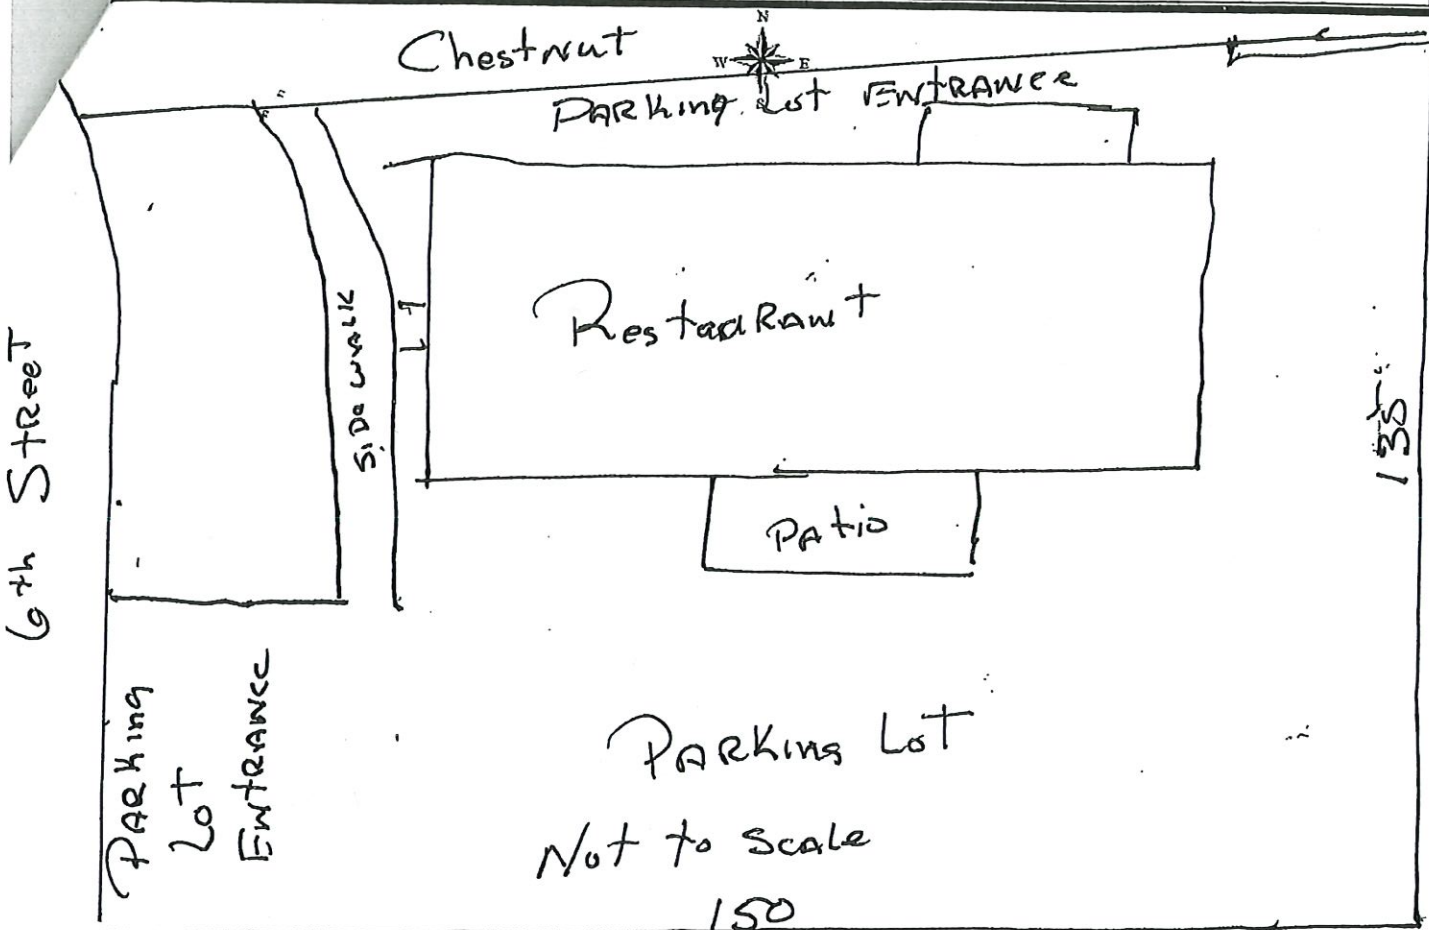 Chestnut
N
W E
PARKING Lot ENTRANCE
Restaurant
SIDEWALK
6th Street
135
Patio
PARKING
LOT
ENTRANCE
PARKING LOT
Not to Scale
150